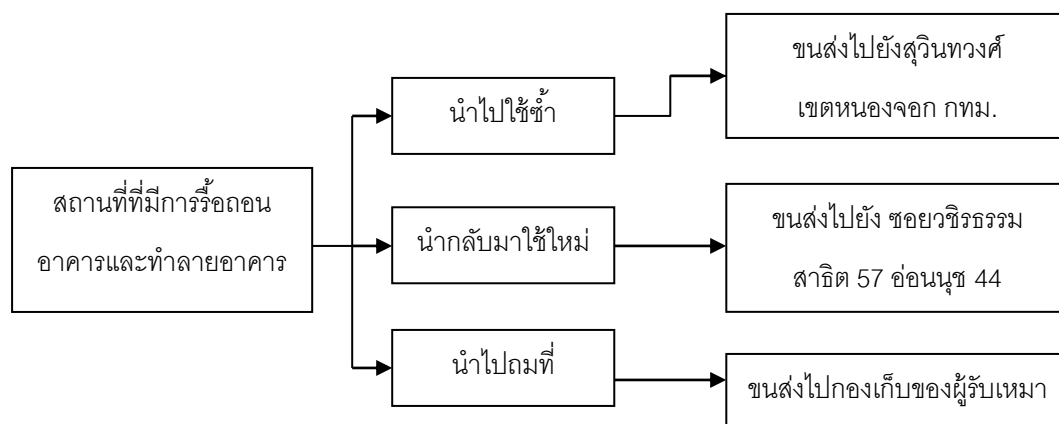 สถานที่ที่มีการรื้อถอน
อาคารและทำลายอาคาร
นำไปใช้ซ้ำ
ขนส่งไปยังสุวินทวงศ์
เขตหนองจอก กทม.
นำกลับมาใช้ใหม่
ขนส่งไปยัง ซอยวชิรธรรม
สาธิต 57 อ่อนนุช 44
นำไปถมที่
ขนส่งไปกองเก็บของผู้รับเหมา